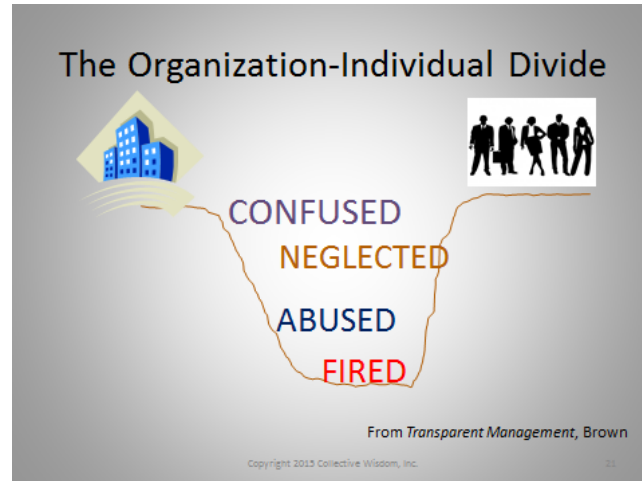 The Organization-Individual Divide
CONFUSED
NEGLECTED
ABUSED
FIRED
From Transparent Management, Brown
Copyright 2015 Collective Wisdom, Inc.
21